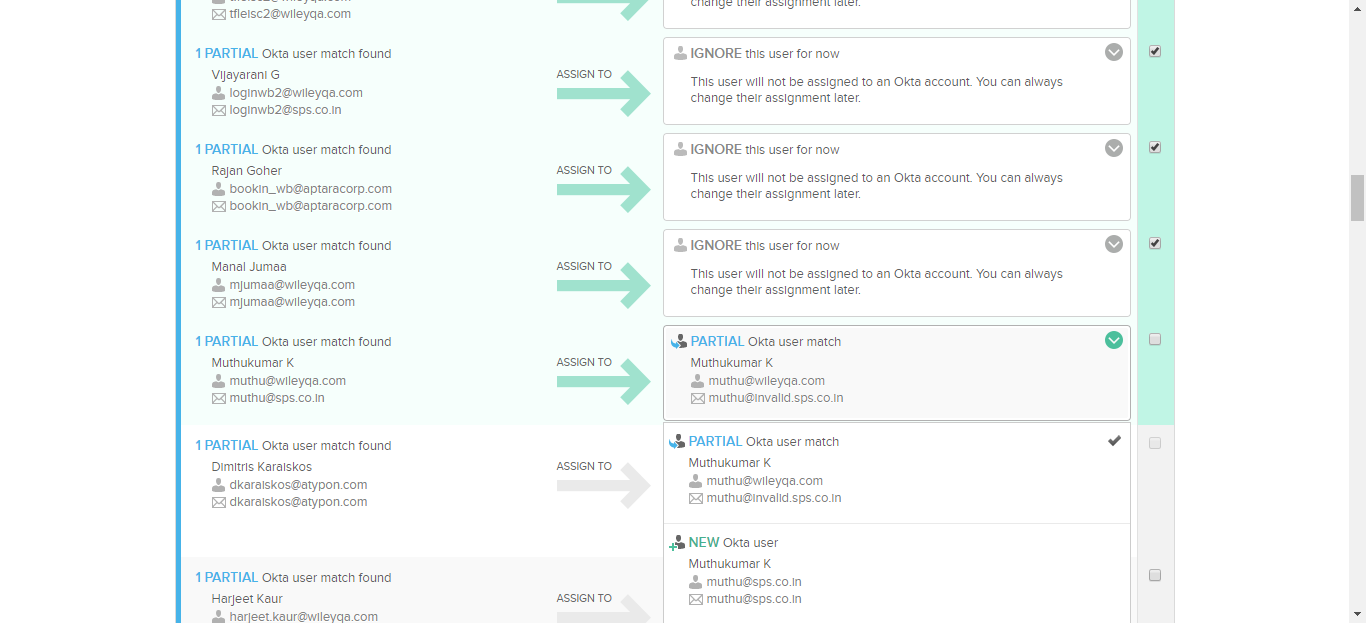 tfleisc2@wileyqa.com
change their assignment later.
1 PARTIAL Okta user match found
Vijayarani G
loginwb2@wileyqa.com
loginwb2@sps.co.in
ASSIGN TO
IGNORE this user for now
This user will not be assigned to an Okta account. You can always
change their assignment later.
1 PARTIAL Okta user match found
Rajan Goher
bookin_wb@aptaracorp.com
bookin_wb@aptaracorp.com
ASSIGN TO
IGNORE this user for now
This user will not be assigned to an Okta account. You can always
change their assignment later.
1 PARTIAL Okta user match found
Manal Jumaa
mjumaa@wileyqa.com
mjumaa@wileyqa.com
ASSIGN TO
IGNORE this user for now
This user will not be assigned to an Okta account. You can always
change their assignment later.
1 PARTIAL Okta user match found
Muthukumar K
muthu@wileyqa.com
muthu@sps.co.in
ASSIGN TO
PARTIAL Okta user match
Muthukumar K
muthu@wileyqa.com
muthu@invalid.sps.co.in
1 PARTIAL Okta user match found
Dimitris Karaiskos
dkaraiskos@atypon.com
dkaraiskos@atypon.com
ASSIGN TO
PARTIAL Okta user match
Muthukumar K
muthu@wileyqa.com
muthu@invalid.sps.co.in
NEW Okta user
Muthukumar K
muthu@sps.co.in
muthu@sps.co.in
1 PARTIAL Okta user match found
Harjeet Kaur
harjeet.kaur@wileyqa.com
ASSIGN TO